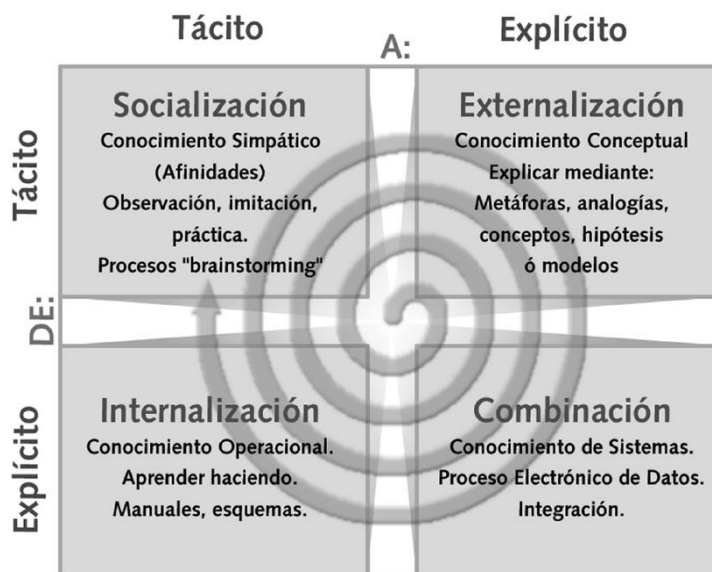 Tácito
A:
Explícito
Tácito
Socialización
Conocimiento Simpático
(Afinidades)
Observación, imitación,
práctica.
Procesos "brainstorming"
Externalización
Conocimiento Conceptual
Explicar mediante:
Metáforas, analogías,
conceptos, hipótesis
ó modelos
DE:
Explícito
Internalización
Conocimiento Operacional.
Aprender haciendo.
Manuales, esquemas.
Combinación
Conocimiento de Sistemas.
Proceso Electrónico de Datos.
Integración.